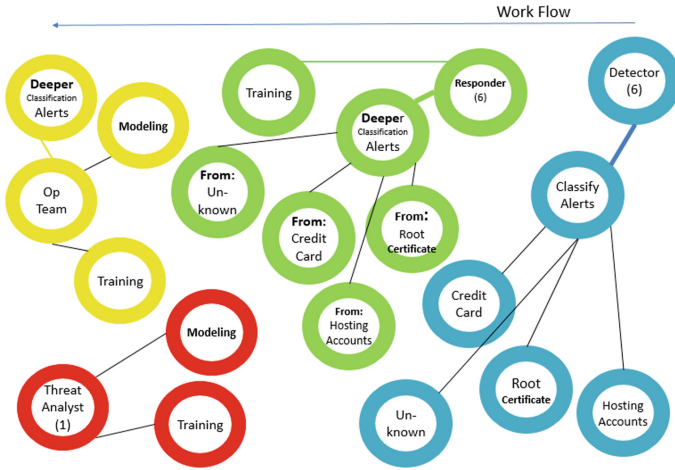 Work Flow
Deeper
Classification
Alerts
Modeling
Op
Team
Training
Modeling
Threat
Analyst
(1)
Training
Training
Responder
(6)
Deeper
Classification
Alerts
From:
Un-
known
From:
Credit
Card
From:
Root
Certificate
From:
Hosting
Accounts
Detector
(6)
Classify
Alerts
Credit
Card
Root
Certificate
Un-
known
Hosting
Accounts